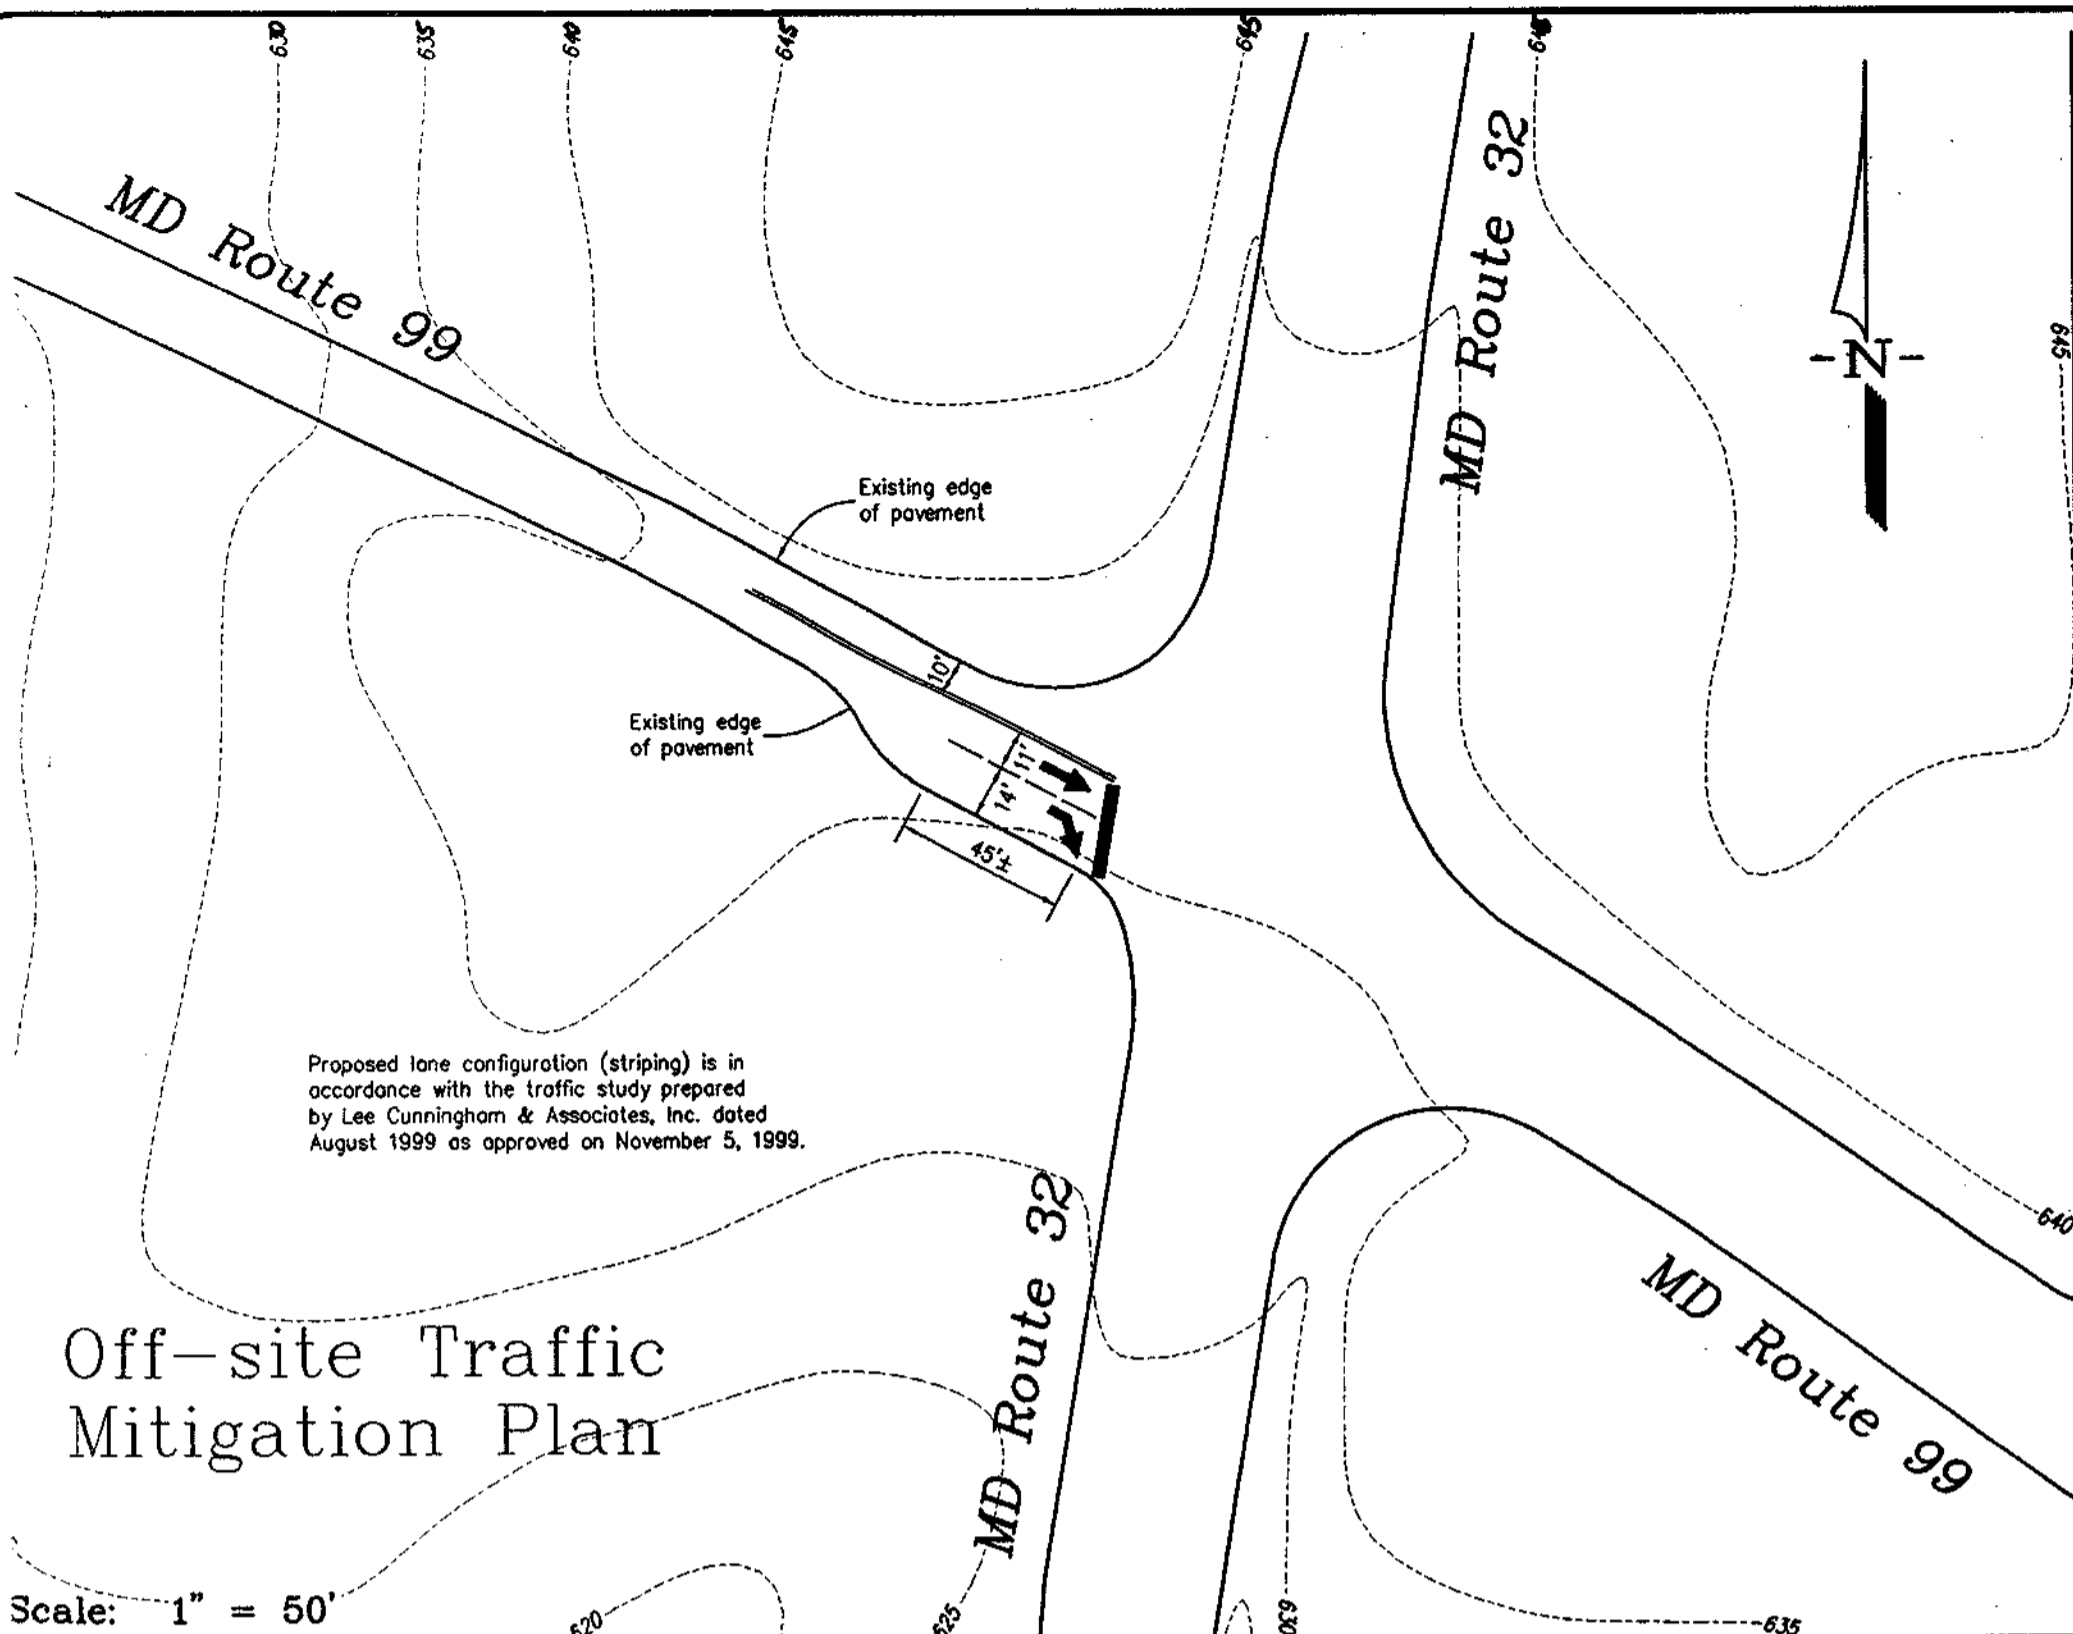 630
635
640
645
645
MD Route 99
MD Route 32
N
645
Existing edge
of pavement
10'
Existing edge
of pavement
11'
14'
45'±
Proposed lane configuration (striping) is in
accordance with the traffic study prepared
by Lee Cunningham & Associates, Inc. dated
August 1999 as approved on November 5, 1999.
MD Route 32
640
MD Route 99
Off-site Traffic
Mitigation Plan
Scale: 1" = 50'
620
625
630
635